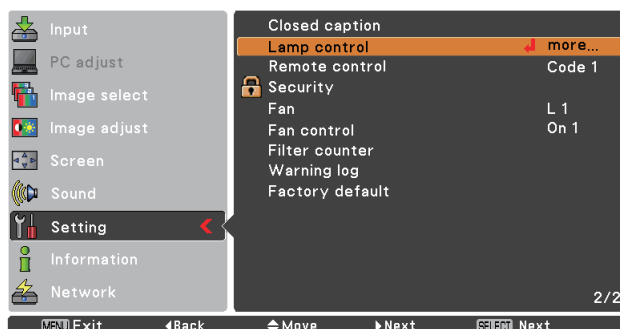 Input
PC adjust
Image select
Image adjust
Screen
Sound
Setting
Information
Network
Closed caption
Lamp control more...
Remote control Code 1
Security
Fan L 1
Fan control On 1
Filter counter
Warning log
Factory default
2/2
MENU Exit Back Move Next SELECT Next